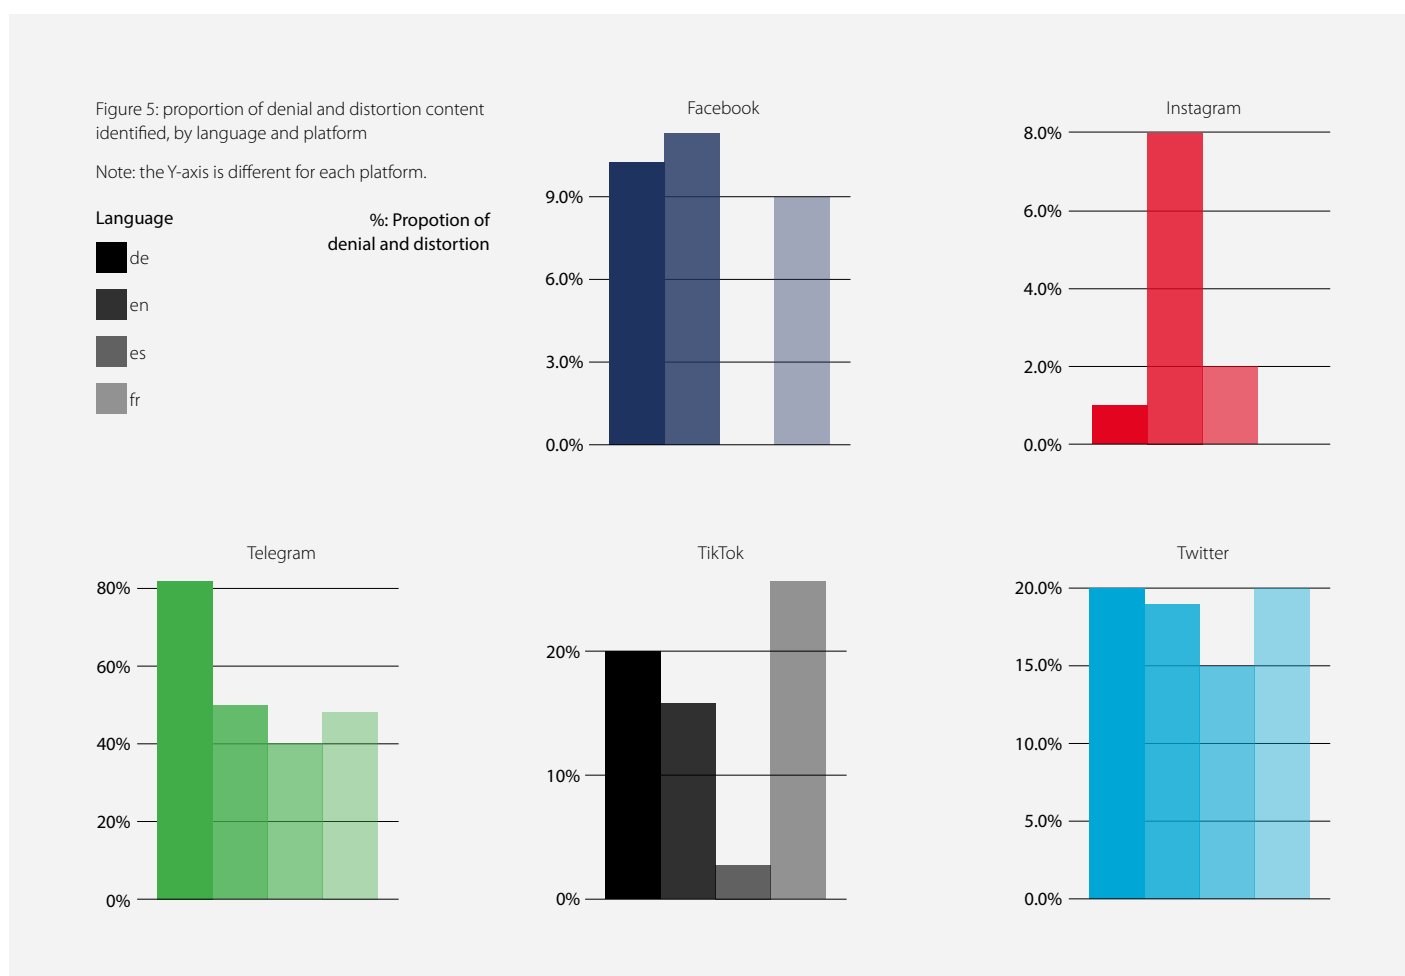 Figure 5: proportion of denial and distortion content
identified, by language and platform
Note: the Y-axis is different for each platform.
Language
de
en
es
fr
%: Propotion of
denial and distortion
Facebook
9.0%
6.0%
3.0%
0.0%
Instagram
8.0%
6.0%
4.0%
2.0%
0.0%
Telegram
80%
60%
40%
20%
0%
TikTok
20%
10%
0%
Twitter
20.0%
15.0%
10.0%
5.0%
0.0%